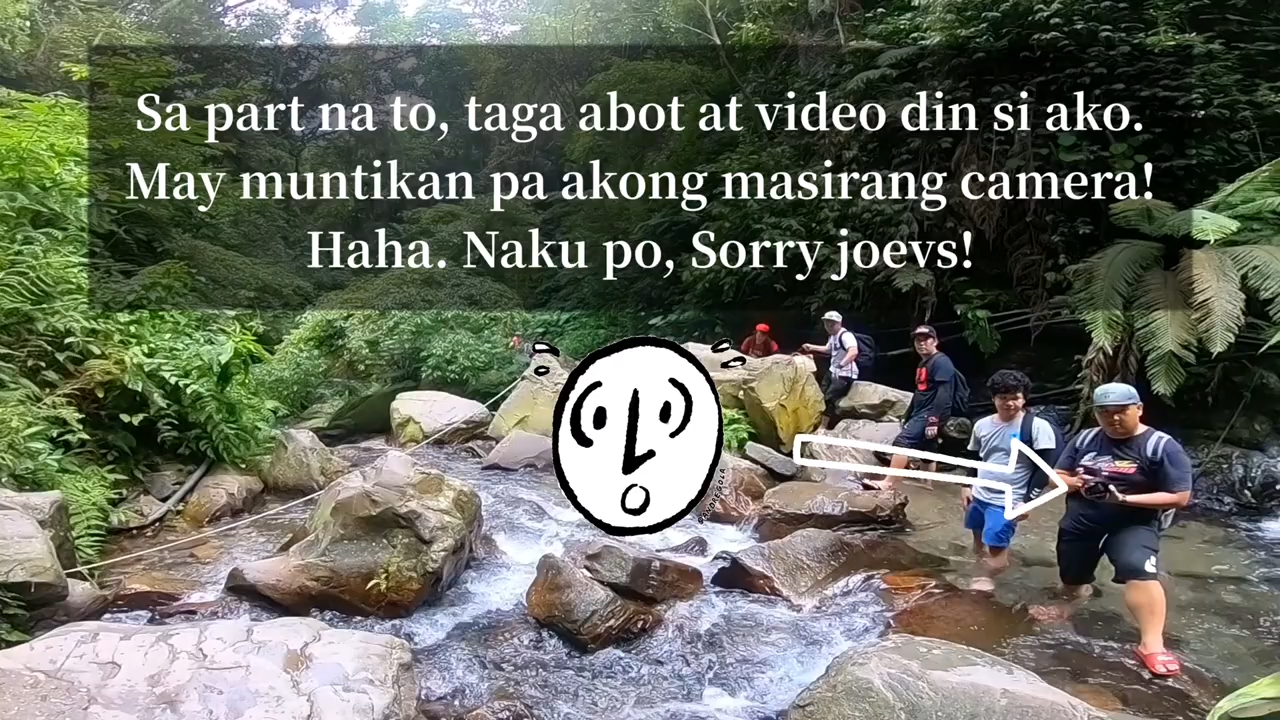 Sa part na to, taga abot at video din si ako.
May muntikan pa akong masirang camera!
Haha. Naku po, Sorry joevs!